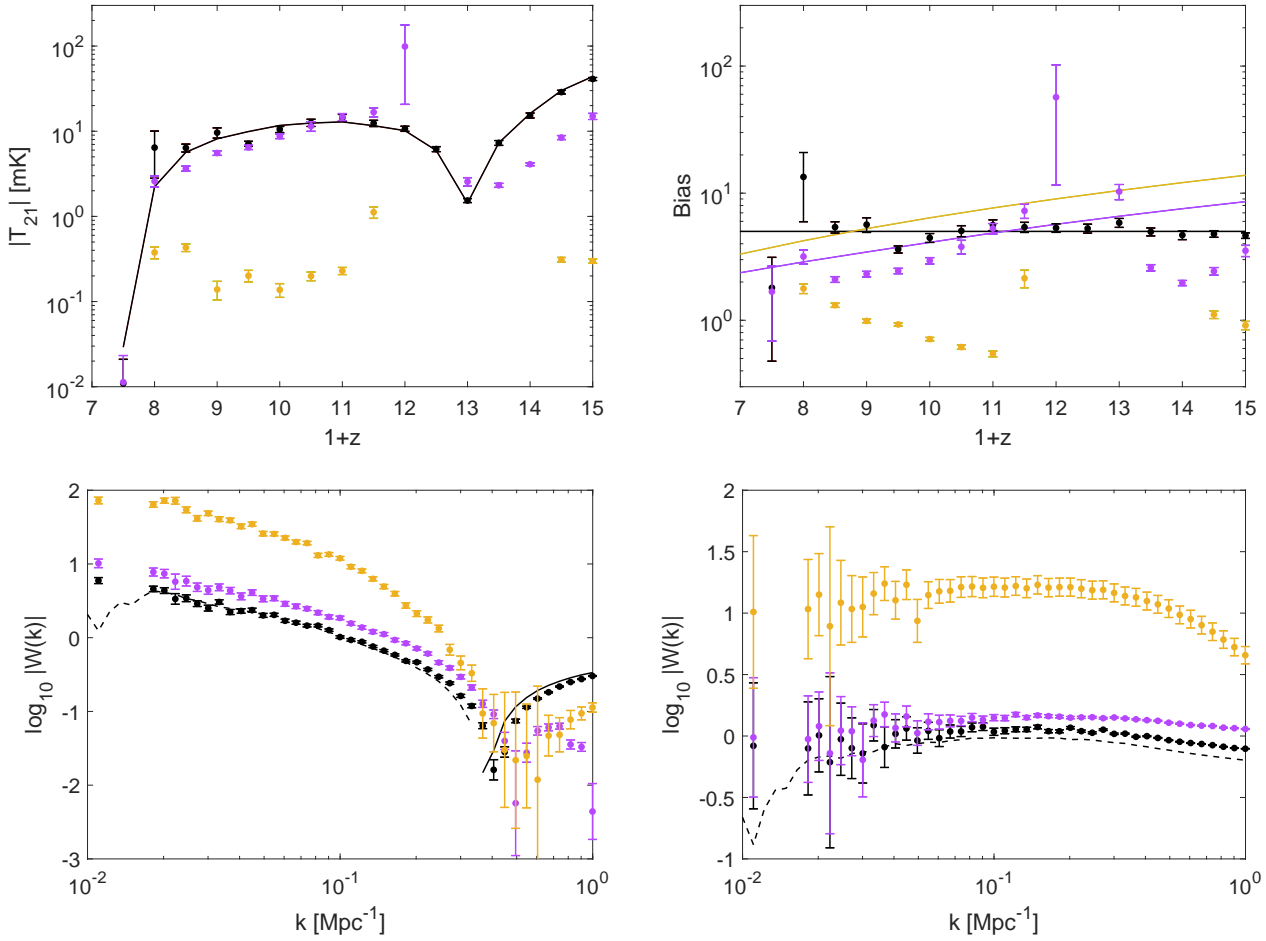 10²
10¹
10⁰
10⁻¹
10⁻²
|T₂₁| [mK]
7 8 9 10 11 12 13 14 15
1+z
10²
10¹
10⁰
Bias
7 8 9 10 11 12 13 14 15
1+z
2
1
0
-1
-2
-3
log₁₀ |W(k)|
10⁻² 10⁻¹ 10⁰
k [Mpc⁻¹]
2
1.5
1
0.5
0
-0.5
-1
log₁₀ |W(k)|
10⁻² 10⁻¹ 10⁰
k [Mpc⁻¹]